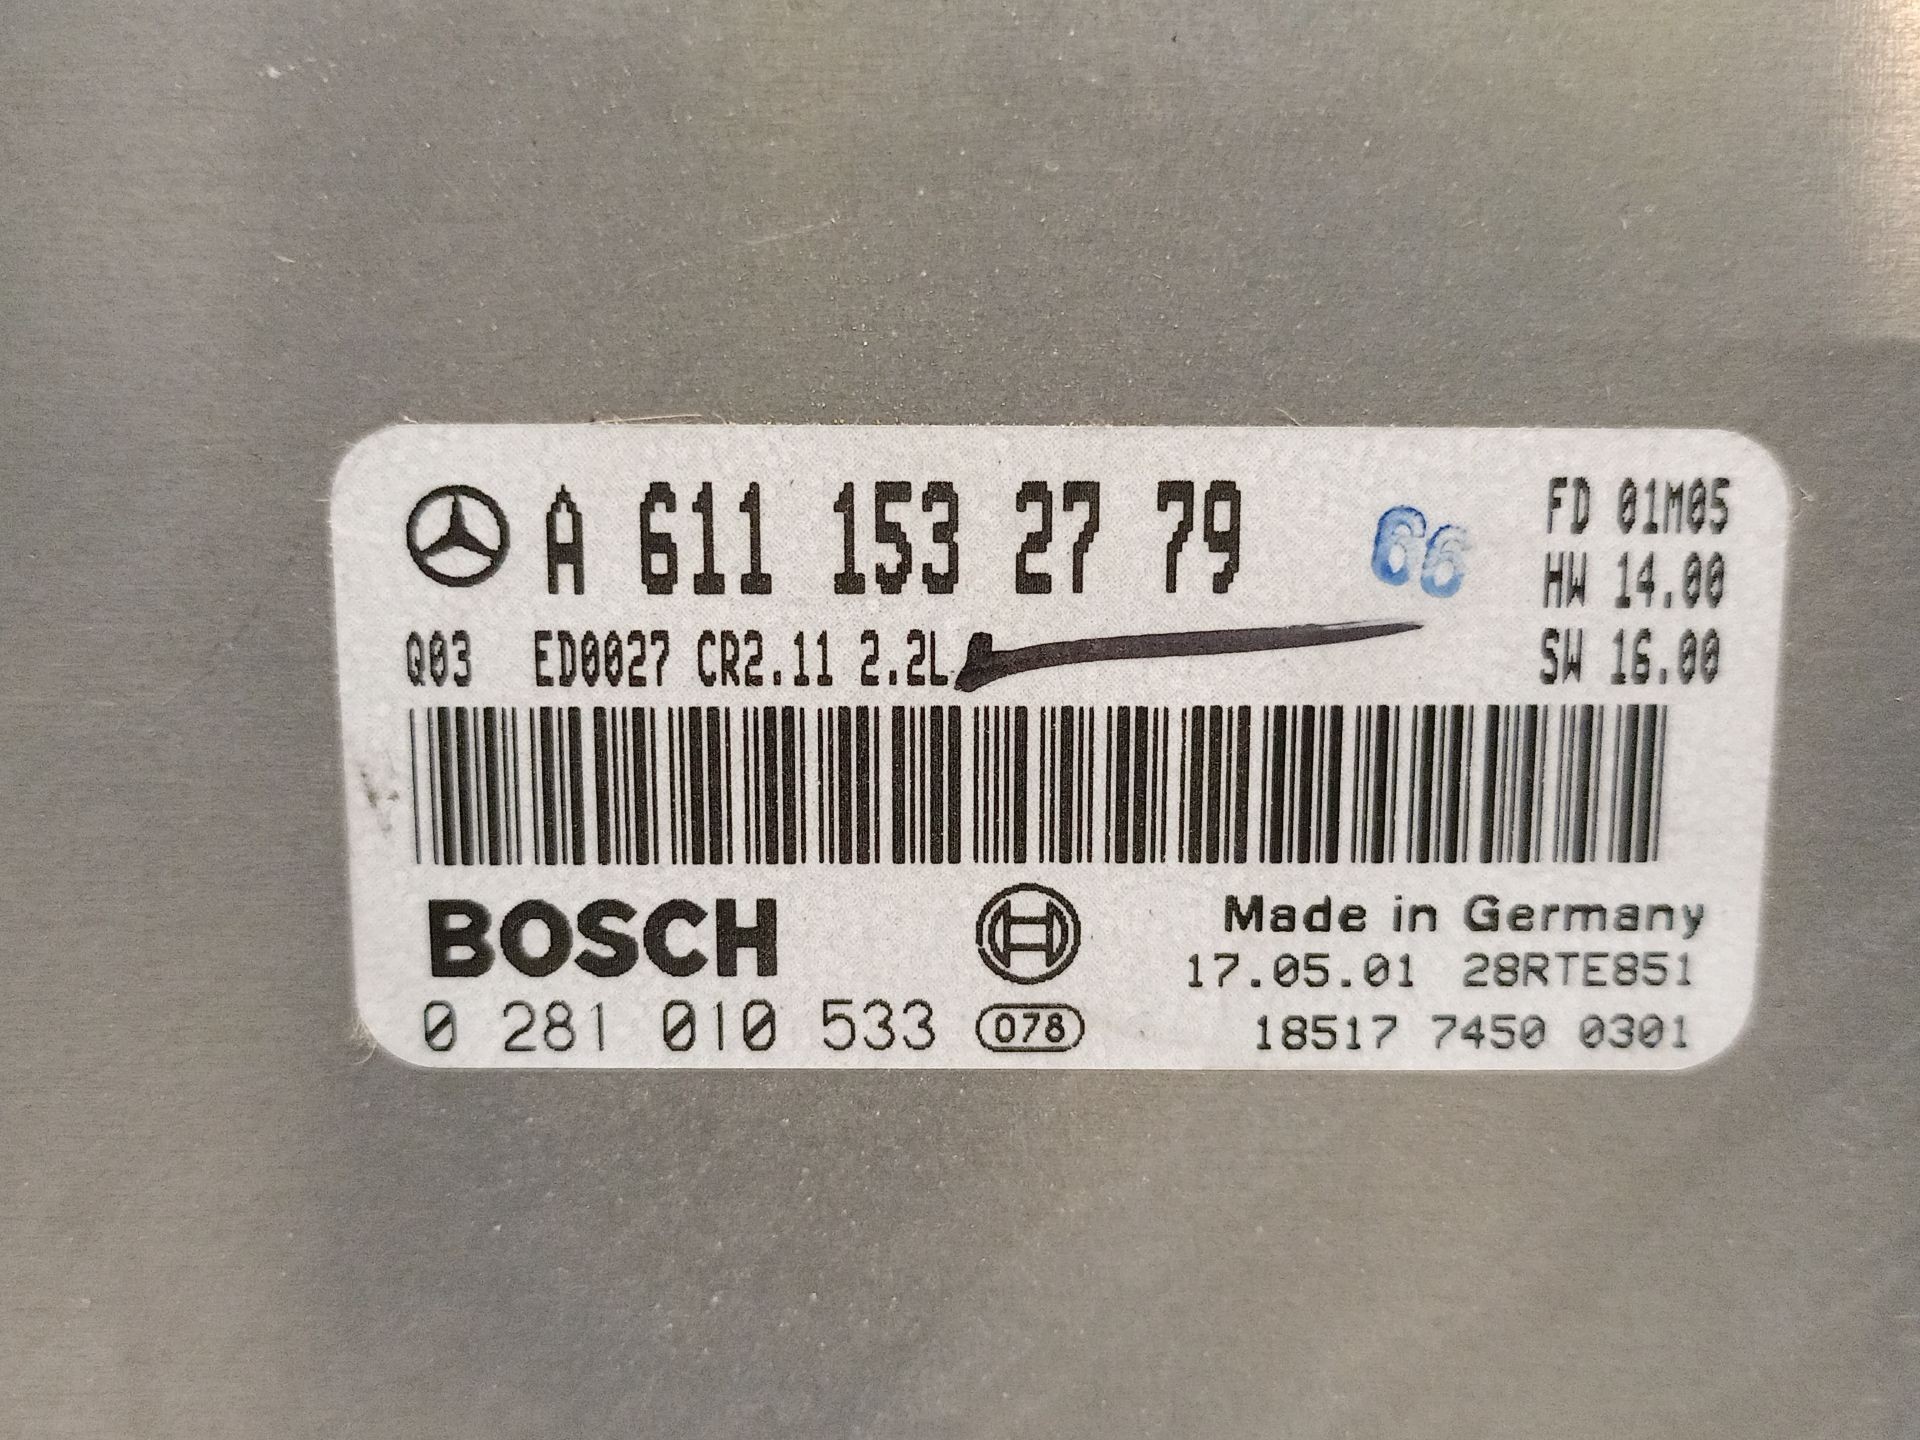 A 611 153 27 79
66
FD 01M05
HW 14.00
SW 16.00
Q03 ED0027 CR2.11 2.2L
BOSCH
0 281 010 533
078
Made in Germany
17.05.01 28RTE851
18517 7450 0301